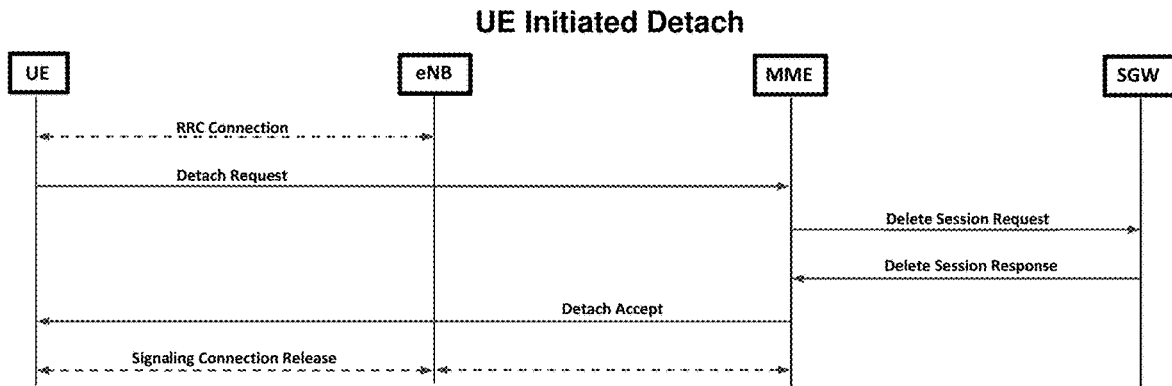 UE Initiated Detach
UE eNB MME SGW
RRC Connection
Detach Request
Delete Session Request
Delete Session Response
Detach Accept
Signaling Connection Release